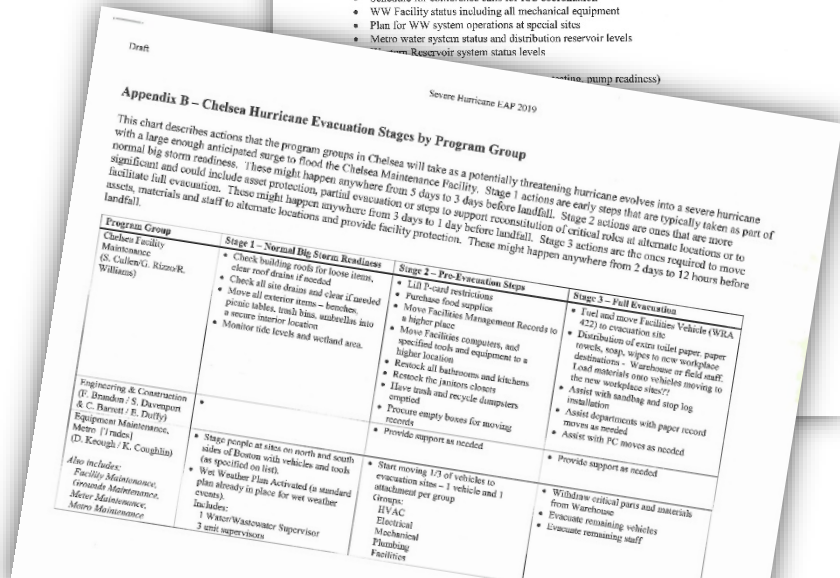 • WW Facility status including all mechanical equipment
• Plan for WW system operations at special sites
• Metro water system status and distribution reservoir levels
Reservoir system status levels
pump readiness)
Draft
Severe Hurricane EAP 2019
Appendix B – Chelsea Hurricane Evacuation Stages by Program Group
This chart describes actions that the program groups in Chelsea will take as a potentially threatening hurricane evolves into a severe hurricane
with a large enough anticipated surge to flood the Chelsea Maintenance Facility. Stage 1 actions are early steps that are typically taken as part of
normal big storm readiness. These might happen anywhere from 5 days to 3 days before landfall. Stage 2 actions are ones that are more
significant and could include asset protection, partial evacuation or steps to support reconstitution of critical roles at alternate locations or to
facilitate full evacuation. These might happen anywhere from 3 days to 1 day before landfall. Stage 3 actions are the ones required to move
assets, materials and staff to alternate locations and provide facility protection. These might happen anywhere from 2 days to 12 hours before
landfall.
Program Group
Chelsea Facility
Maintenance
(S. Cullen/G. Rizzo/R.
Williams)
Stage 1 – Normal Big Storm Readiness
• Check building roofs for loose items,
clear roof drains if needed
• Check all site drains and clear if needed
• Move all exterior items – benches,
picnic tables, trash bins, umbrellas into
a secure interior location
• Monitor tide levels and wetland area.
Stage 2 – Pre-Evacuation Steps
• Lift P-card restrictions
• Purchase food supplies
• Move Facilities Management Records to
a higher place
• Move Facilities computers, and
specified tools and equipment to a
higher location
• Restock all bathrooms and kitchens
• Restock the janitors closets
• Have trash and recycle dumpsters
emptied
• Procure empty boxes for moving
records
Stage 3 – Full Evacuation
• Fuel and move Facilities Vehicle (WRA
422) to evacuation site
• Distribution of extra toilet paper, paper
towels, soap, wipes to new workplace
destinations - Warehouse or field staff.
Load materials onto vehicles moving to
the new workplace sites??
• Assist with sandbag and stop log
installation
• Assist departments with paper record
moves as needed
• Assist with PC moves as needed
Engineering & Construction
(F. Brandon / S. Davenport
& C. Barrett / E. Duffy)
•
• Provide support as needed
• Provide support as needed
Equipment Maintenance,
Metro [Trades]
(D. Keough / K. Coughlin)
Also includes:
Facility Maintenance,
Grounds Maintenance,
Meter Maintenance,
Metro Maintenance
• Stage people at sites on north and south
sides of Boston with vehicles and tools
(as specified on list).
• Wet Weather Plan Activated (a standard
plan already in place for wet weather
events).
Includes:
1 Water/Wastewater Supervisor
3 unit supervisors
• Start moving 1/3 of vehicles to
evacuation sites – 1 vehicle and 1
attachment per group
Groups:
HVAC
Electrical
Mechanical
Plumbing
Facilities
• Withdraw critical parts and materials
from Warehouse
• Evacuate remaining vehicles
• Evacuate remaining staff